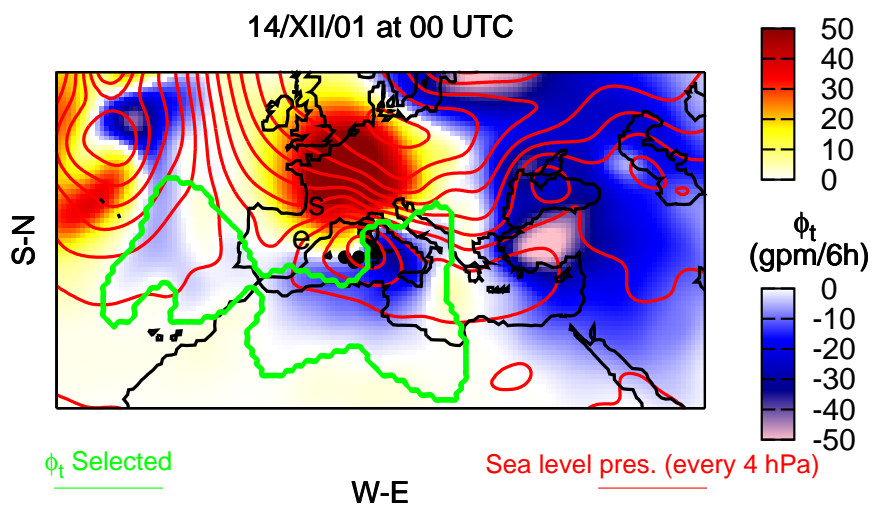 14/XII/01 at 00 UTC
50
40
30
20
10
0
S-N
s
e
ϕt
(gpm/6h)
0
-10
-20
-30
-40
-50
ϕt Selected
Sea level pres. (every 4 hPa)
W-E